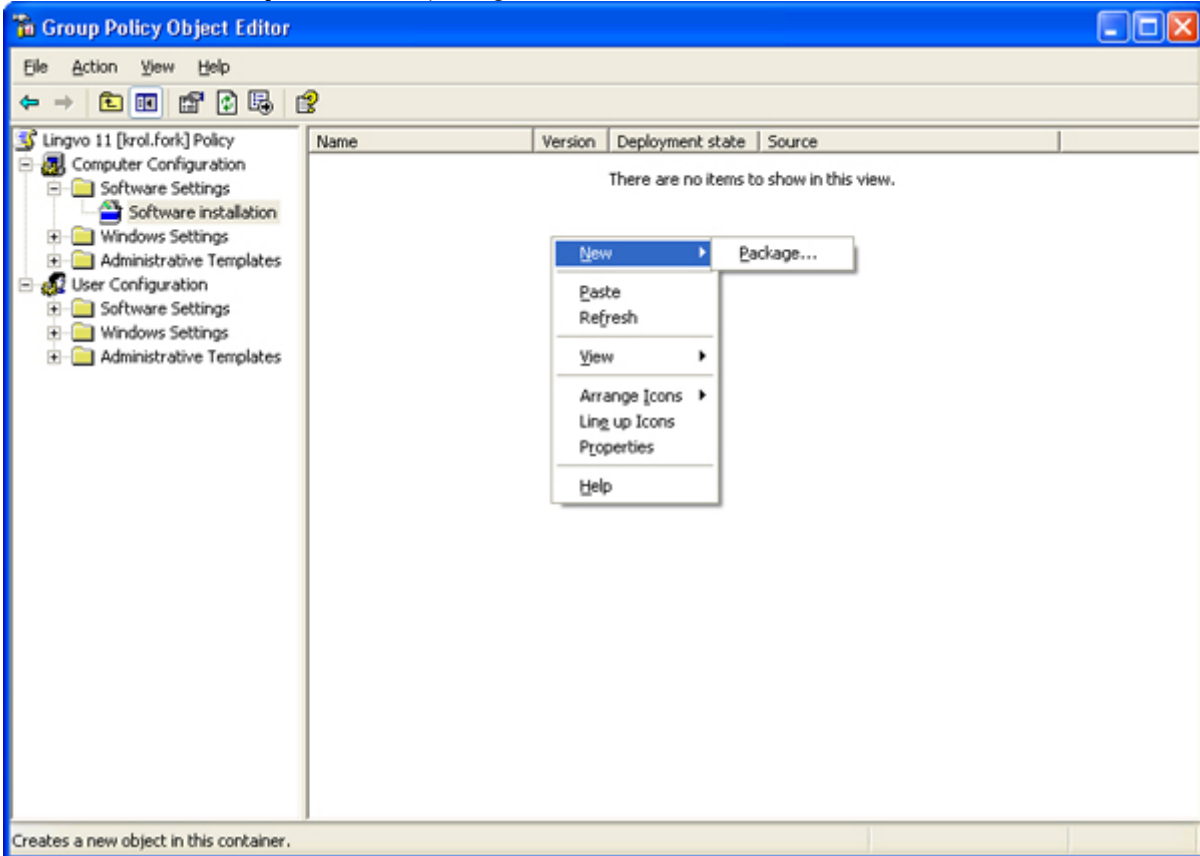 Group Policy Object Editor
File Action View Help
Lingvo 11 [krol.fork] Policy
Computer Configuration
Software Settings
Software installation
Windows Settings
Administrative Templates
User Configuration
Software Settings
Windows Settings
Administrative Templates
Name Version Deployment state Source
There are no items to show in this view.
New Package...
Paste
Refresh
View
Arrange Icons
Line up Icons
Properties
Help
Creates a new object in this container.